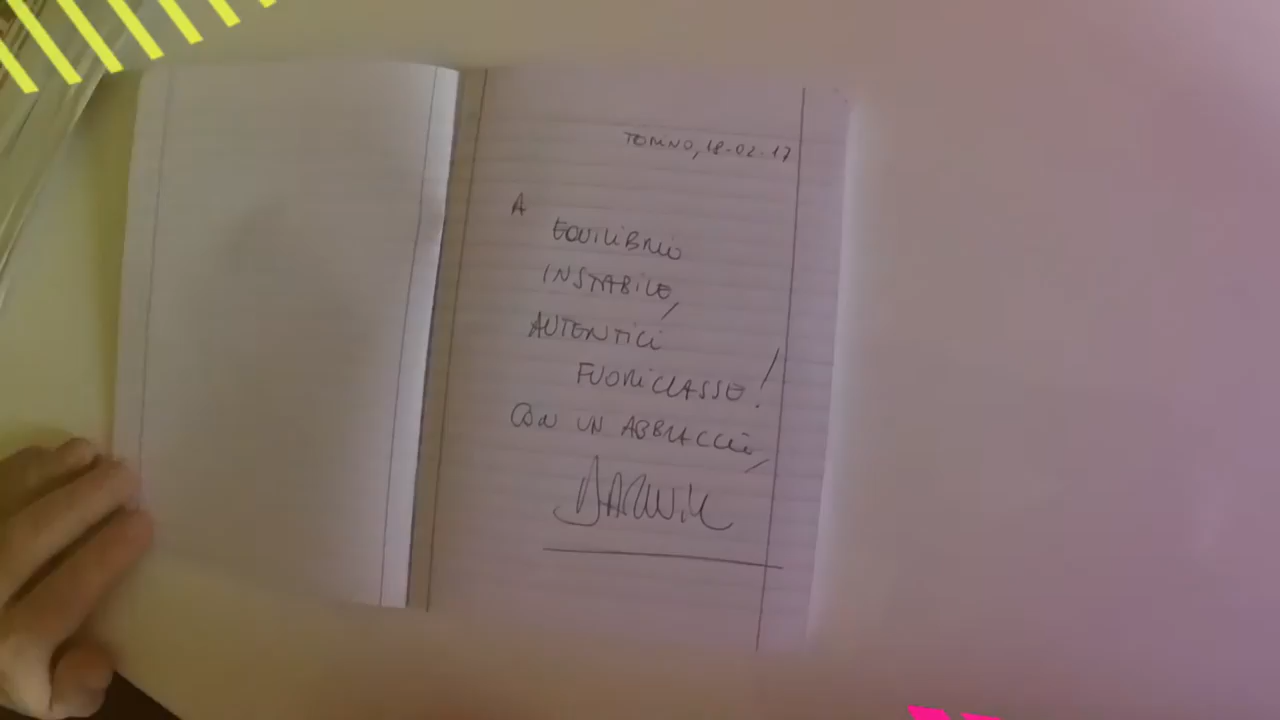 TORINO, 18-02-17
A
EQUILIBRIO
INSTABILE,
AUTENTICI
FUORICLASSE!
CON UN ABBRACCIO,